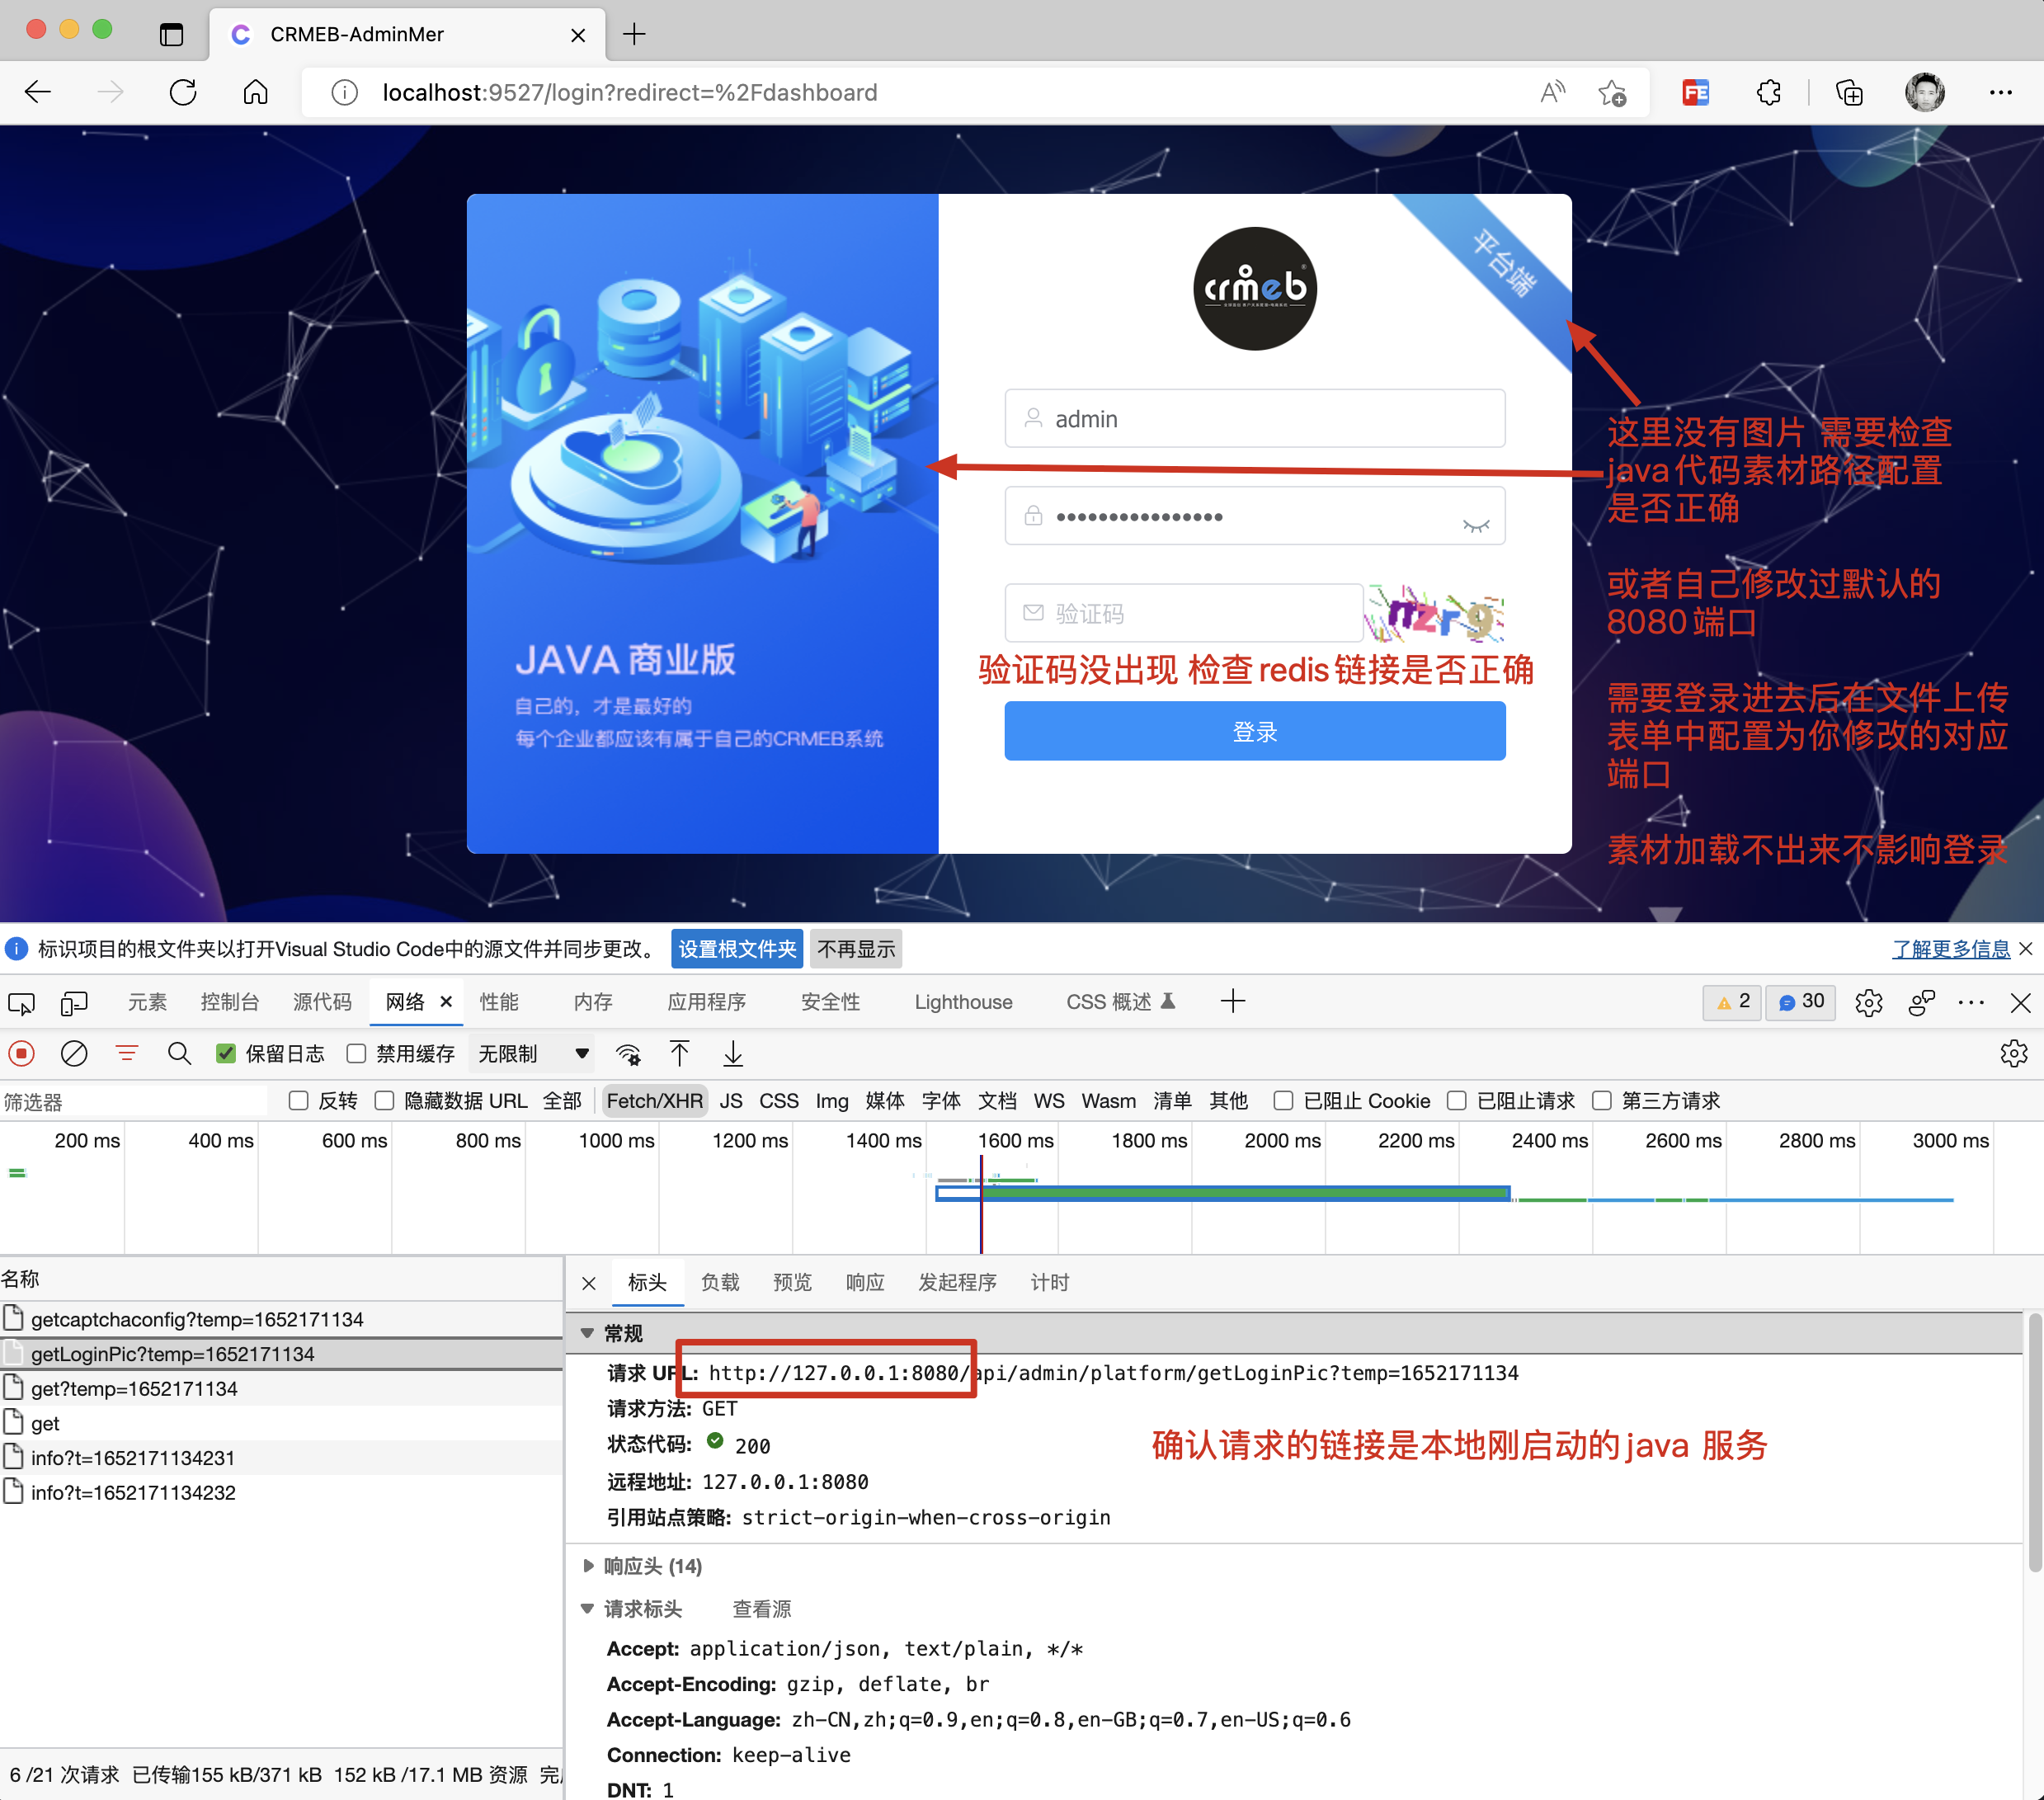 CRMEB-AdminMer
localhost:9527/login?redirect=%2Fdashboard
平台端
crmeb
admin
这里没有图片 需要检查
java代码素材路径配置
是否正确
或者自己修改过默认的
8080端口
需要登录进去后在文件上传
表单中配置为你修改的对应
端口
素材加载不出来不影响登录
••••••••••••••••
验证码
nzr9
验证码没出现 检查redis链接是否正确
登录
JAVA 商业版
自己的，才是最好的
每个企业都应该有属于自己的CRMEB系统
标识项目的根文件夹以打开Visual Studio Code中的源文件并同步更改。 设置根文件夹 不再显示 了解更多信息
元素 控制台 源代码 网络 性能 内存 应用程序 安全性 Lighthouse CSS 概述 2 30
保留日志 禁用缓存 无限制
筛选器 反转 隐藏数据 URL 全部 Fetch/XHR JS CSS Img 媒体 字体 文档 WS Wasm 清单 其他 已阻止 Cookie 已阻止请求 第三方请求
200 ms 400 ms 600 ms 800 ms 1000 ms 1200 ms 1400 ms 1600 ms 1800 ms 2000 ms 2200 ms 2400 ms 2600 ms 2800 ms 3000 ms
名称
getcaptchaconfig?temp=1652171134
getLoginPic?temp=1652171134
get?temp=1652171134
get
info?t=1652171134231
info?t=1652171134232
6 /21 次请求 已传输155 kB/371 kB 152 kB /17.1 MB 资源
标头 负载 预览 响应 发起程序 计时
常规
请求 URL: http://127.0.0.1:8080/api/admin/platform/getLoginPic?temp=1652171134
请求方法: GET
状态代码: 200
确认请求的链接是本地刚启动的java 服务
远程地址: 127.0.0.1:8080
引用站点策略: strict-origin-when-cross-origin
响应头 (14)
请求标头 查看源
Accept: application/json, text/plain, */*
Accept-Encoding: gzip, deflate, br
Accept-Language: zh-CN,zh;q=0.9,en;q=0.8,en-GB;q=0.7,en-US;q=0.6
Connection: keep-alive
DNT: 1